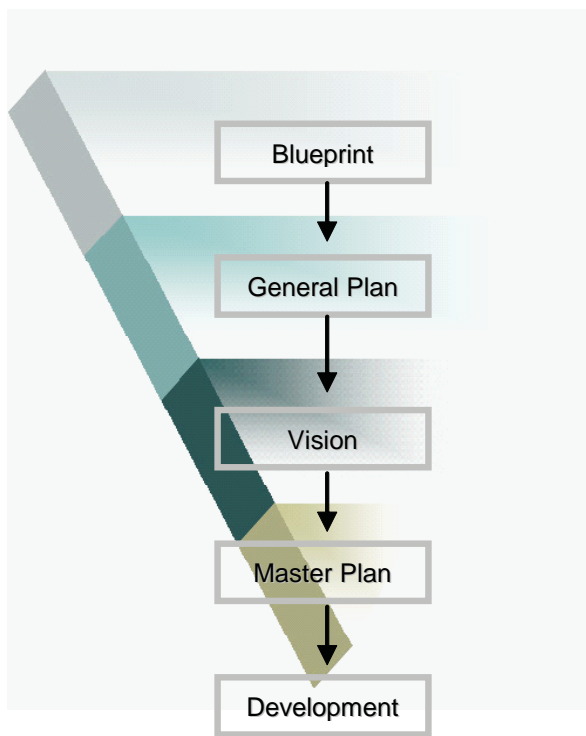 Blueprint
General Plan
Vision
Master Plan
Development